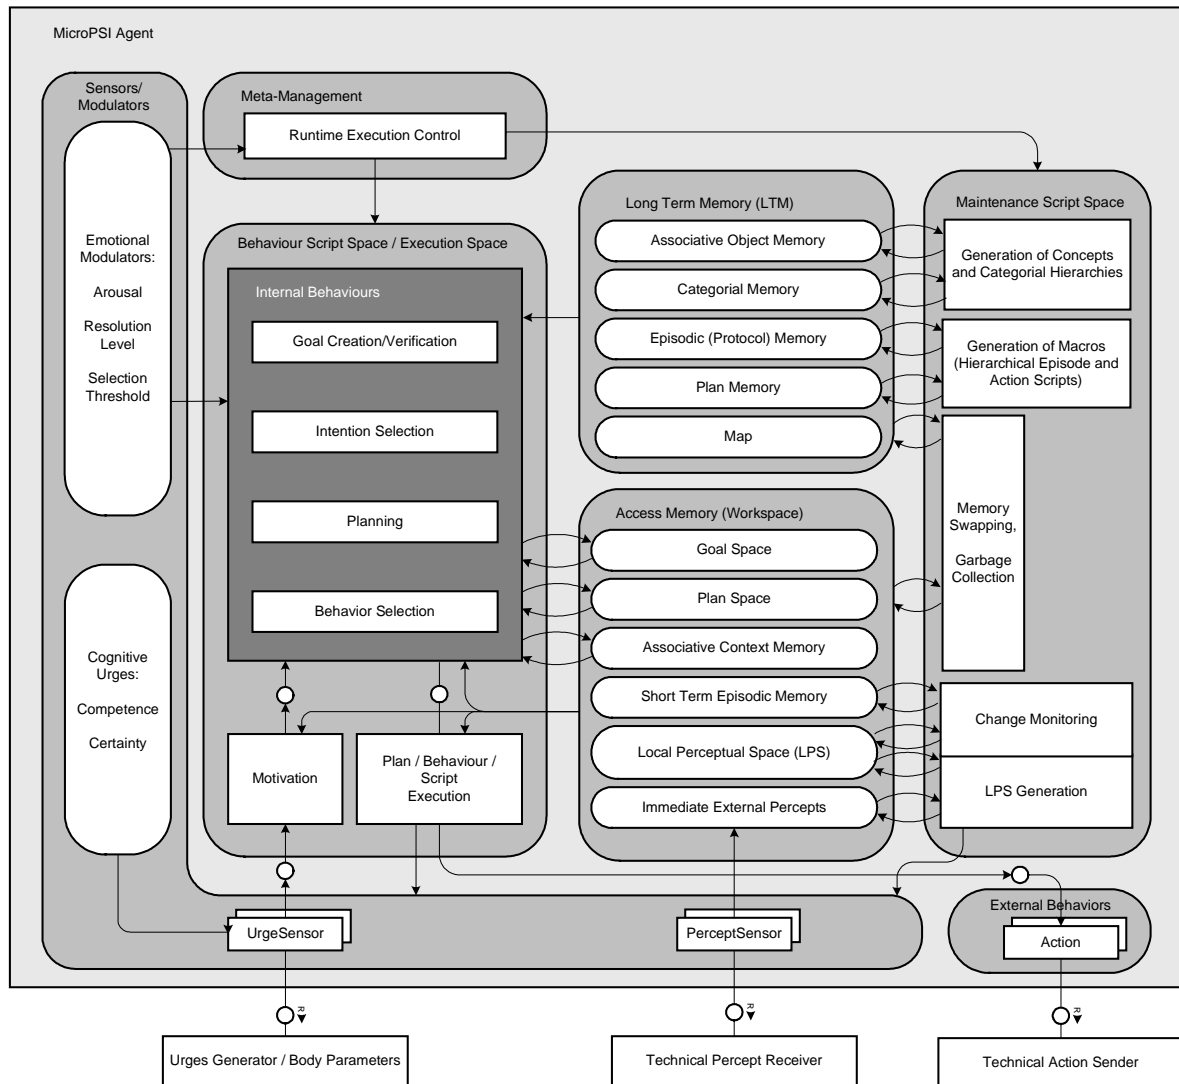 MicroPSI Agent
Sensors/
Modulators
Emotional
Modulators:
Arousal
Resolution
Level
Selection
Threshold
Cognitive
Urges:
Competence
Certainty
Meta-Management
Runtime Execution Control
Behaviour Script Space / Execution Space
Internal Behaviours
Goal Creation/Verification
Intention Selection
Planning
Behavior Selection
Motivation
Plan / Behaviour /
Script
Execution
Long Term Memory (LTM)
Associative Object Memory
Categorial Memory
Episodic (Protocol) Memory
Plan Memory
Map
Access Memory (Workspace)
Goal Space
Plan Space
Associative Context Memory
Short Term Episodic Memory
Local Perceptual Space (LPS)
Immediate External Percepts
Maintenance Script Space
Generation of Concepts
and Categorial Hierarchies
Generation of Macros
(Hierarchical Episode and
Action Scripts)
Memory
Swapping,
Garbage
Collection
Change Monitoring
LPS Generation
UrgeSensor
PerceptSensor
External Behaviors
Action
R
R
R
Urges Generator / Body Parameters
Technical Percept Receiver
Technical Action Sender